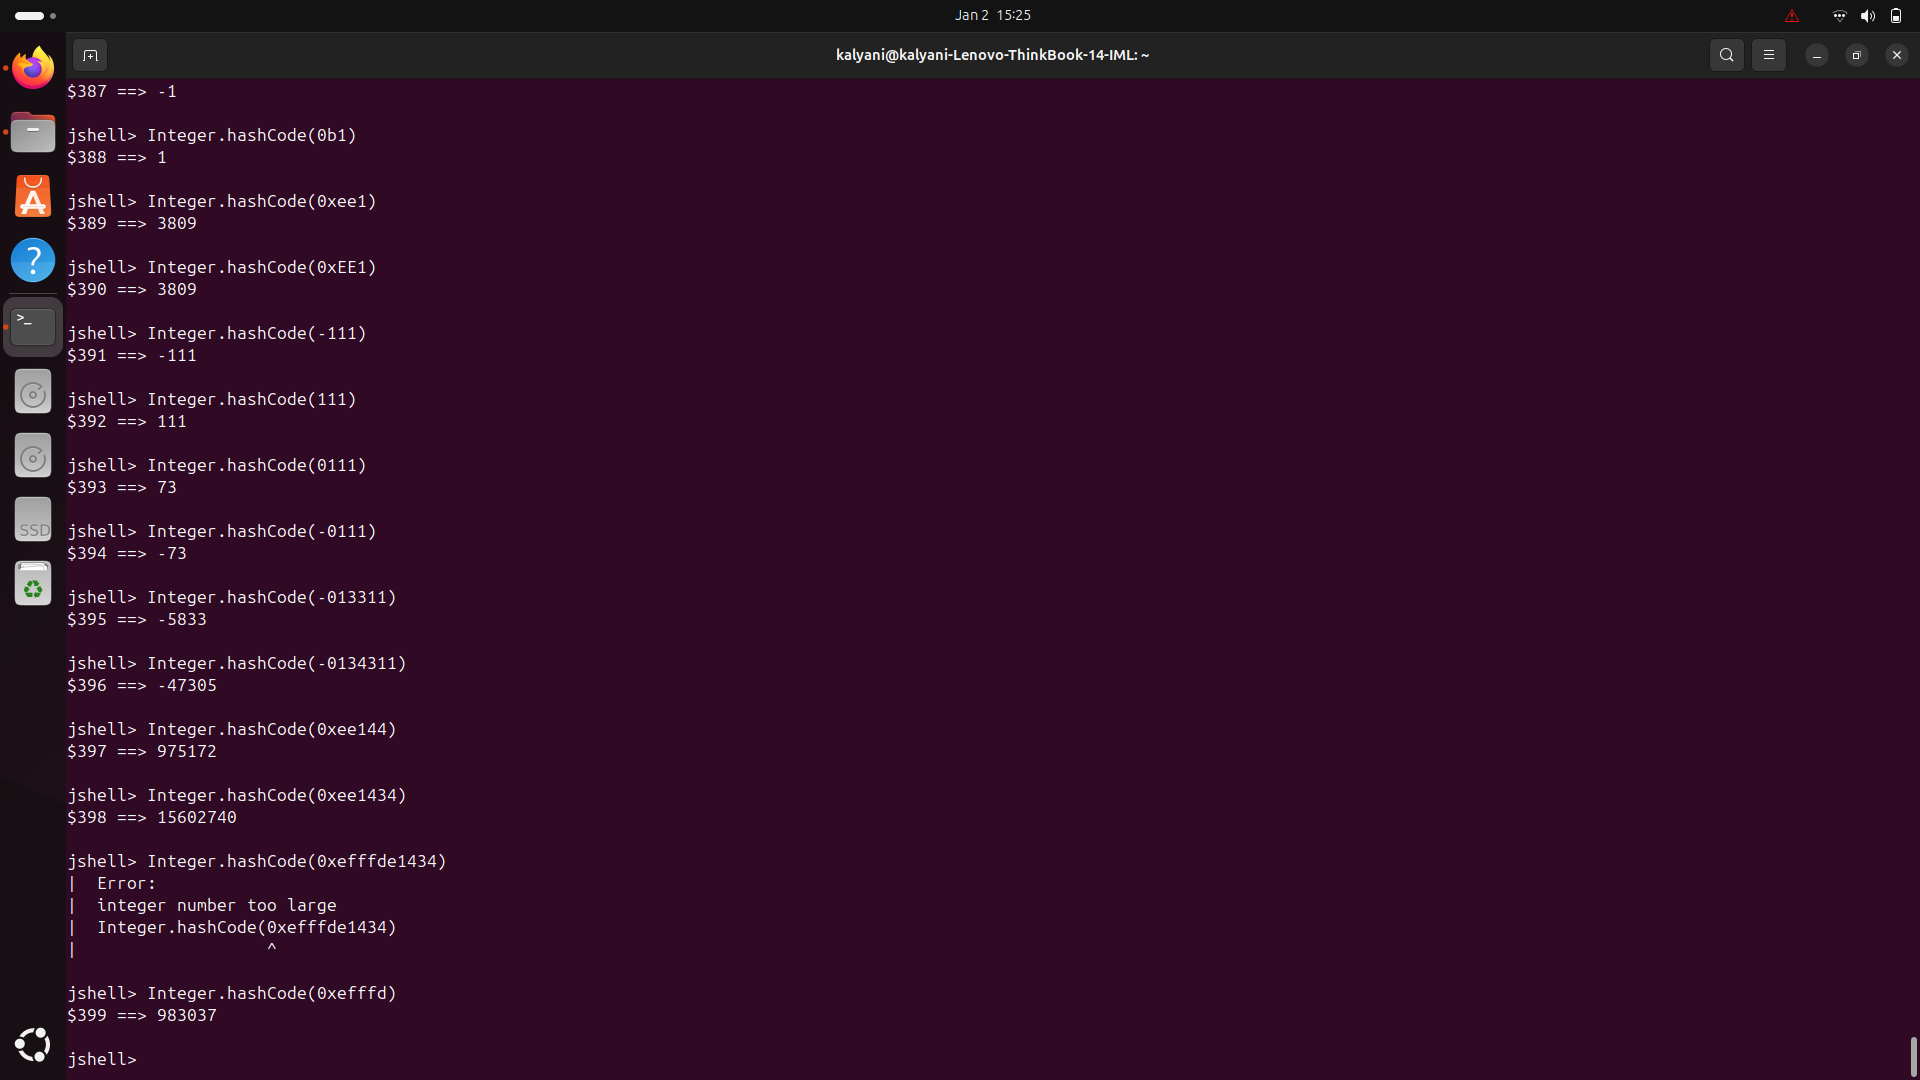 Jan 2 15:25
kalyani@kalyani-Lenovo-ThinkBook-14-IML: ~
$387 ==> -1
jshell> Integer.hashCode(0b1)
$388 ==> 1
jshell> Integer.hashCode(0xee1)
$389 ==> 3809
jshell> Integer.hashCode(0xEE1)
$390 ==> 3809
jshell> Integer.hashCode(-111)
$391 ==> -111
jshell> Integer.hashCode(111)
$392 ==> 111
jshell> Integer.hashCode(0111)
$393 ==> 73
jshell> Integer.hashCode(-0111)
$394 ==> -73
jshell> Integer.hashCode(-013311)
$395 ==> -5833
jshell> Integer.hashCode(-0134311)
$396 ==> -47305
jshell> Integer.hashCode(0xee144)
$397 ==> 975172
jshell> Integer.hashCode(0xee1434)
$398 ==> 15602740
jshell> Integer.hashCode(0xefffde1434)
|  Error:
|  integer number too large
|  Integer.hashCode(0xefffde1434)
|                   ^
jshell> Integer.hashCode(0xefffd)
$399 ==> 983037
jshell>
>_
SSD